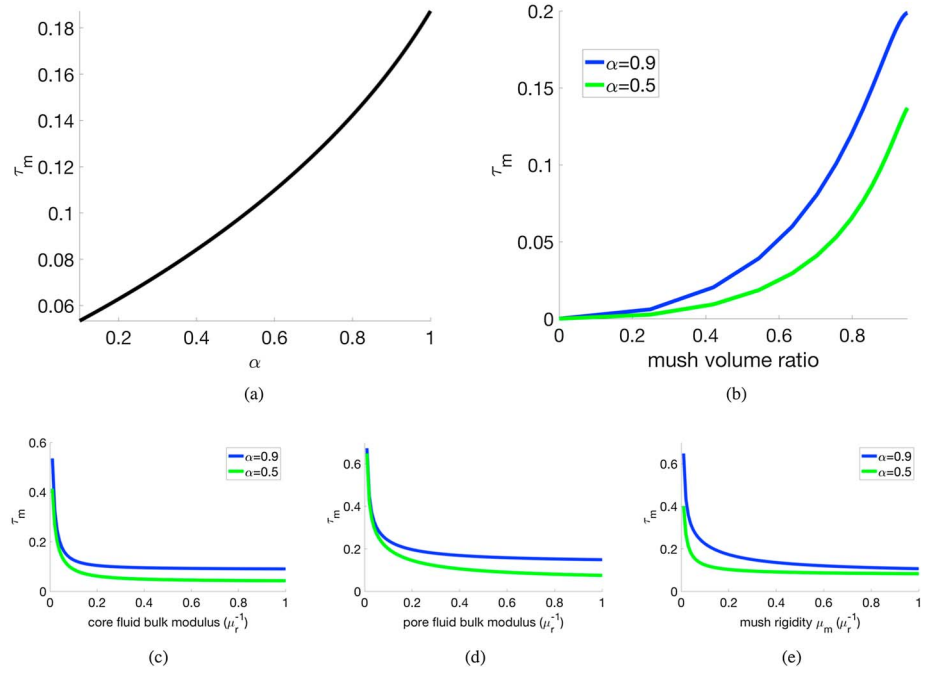 0.18
0.16
0.14
0.12
0.1
0.08
0.06
τm
0.2 0.4 0.6 0.8 1
α
(a)
0.2
0.15
0.1
0.05
0
τm
α=0.9
α=0.5
0 0.2 0.4 0.6 0.8
mush volume ratio
(b)
0.6
0.4
0.2
0
τm
α=0.9
α=0.5
0 0.2 0.4 0.6 0.8 1
core fluid bulk modulus (μr-1)
(c)
0.6
0.4
0.2
0
τm
0 0.2 0.4 0.6 0.8 1
pore fluid bulk modulus (μr-1)
(d)
0.6
0.4
0.2
0
τm
α=0.9
α=0.5
0 0.2 0.4 0.6 0.8 1
mush rigidity μm (μr-1)
(e)